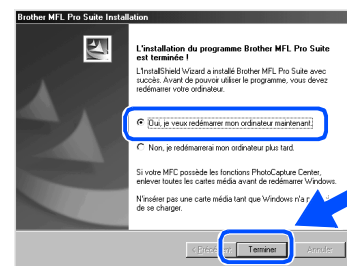 Brother MFL Pro Suite Installation
L'installation du programme Brother MFL Pro Suite
est terminée !
L'InstallShield Wizard a installé Brother MFL Pro Suite avec
succès. Avant de pouvoir utiliser le programme, vous devez
redémarrer votre ordinateur.
Oui, je veux redémarrer mon ordinateur maintenant.
Non, je redémarrerai mon ordinateur plus tard.
Si votre MFC possède les fonctions PhotoCapture Center,
enlever toutes les cartes média avant de redémarrer Windows.
N'insérer pas une carte média tant que Windows n'a
de se charger.
< Précédent Terminer Annuler